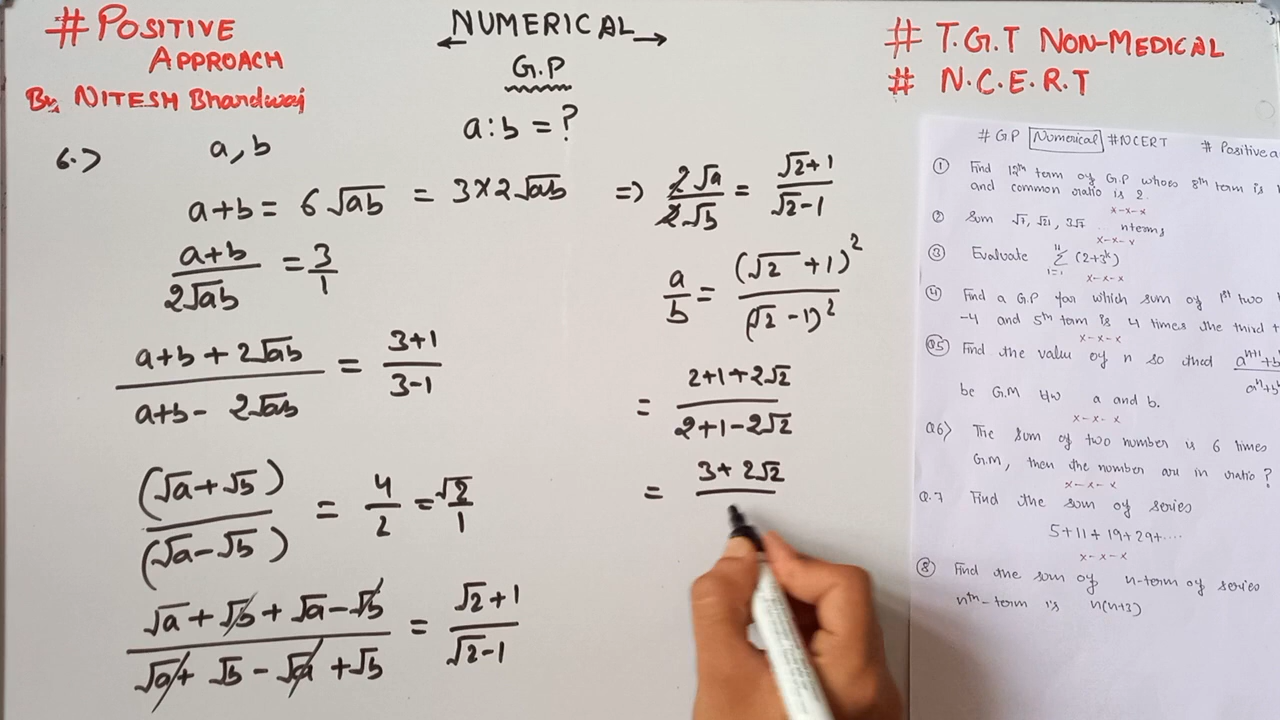 # POSITIVE
APPROACH
By NITESH Bhardwaj
NUMERICAL
G.P
a:b = ?
# T.G.T NON-MEDICAL
# N.C.E.R.T
6.>
a, b
a+b = 6√ab = 3×2√ab
a+b/2√ab = 3/1
a+b+2√ab/a+b-2√ab = 3+1/3-1
(√a+√b)/(√a-√b) = 4/2 = √2/1
√a+√b+√a-√b/√a+√b-√a+√b = √2+1/√2-1
=> 2√a/2√b = √2+1/√2-1
a/b = (√2+1)²/(√2-1)²
= 2+1+2√2/2+1-2√2
= 3+2√2
# GP Numerical #NCERT # Positive a
① Find 12th term of G.P whose 8th term is
and common ratio is 2.
x-x-x
② Sum √7, √21, 3√7 ... nterms
x-x-x
③ Evaluate Σ (2+3ᵏ)
x-x-x
④ Find a G.P for which sum of 1st two
-4 and 5th term is 4 times the third t
x-x-x
Q5 Find the value of n so that aⁿ⁺¹+b
be G.M b/w a and b.
x-x-x
Q6> The sum of two number is 6 times
G.M, then the number are in ratio?
x-x-x
Q.7 Find the sum of series
5+11+19+29+....
x-x-x
⑧ Find the sum of n-term of series
nth-term is n(n+3)